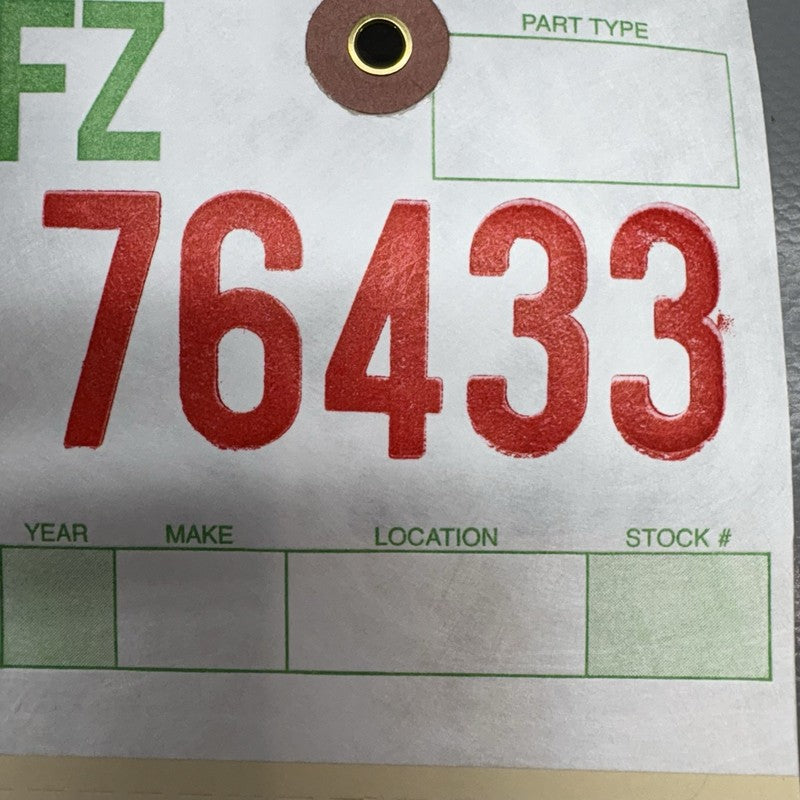 PART TYPE
FZ
76433
YEAR MAKE LOCATION STOCK #